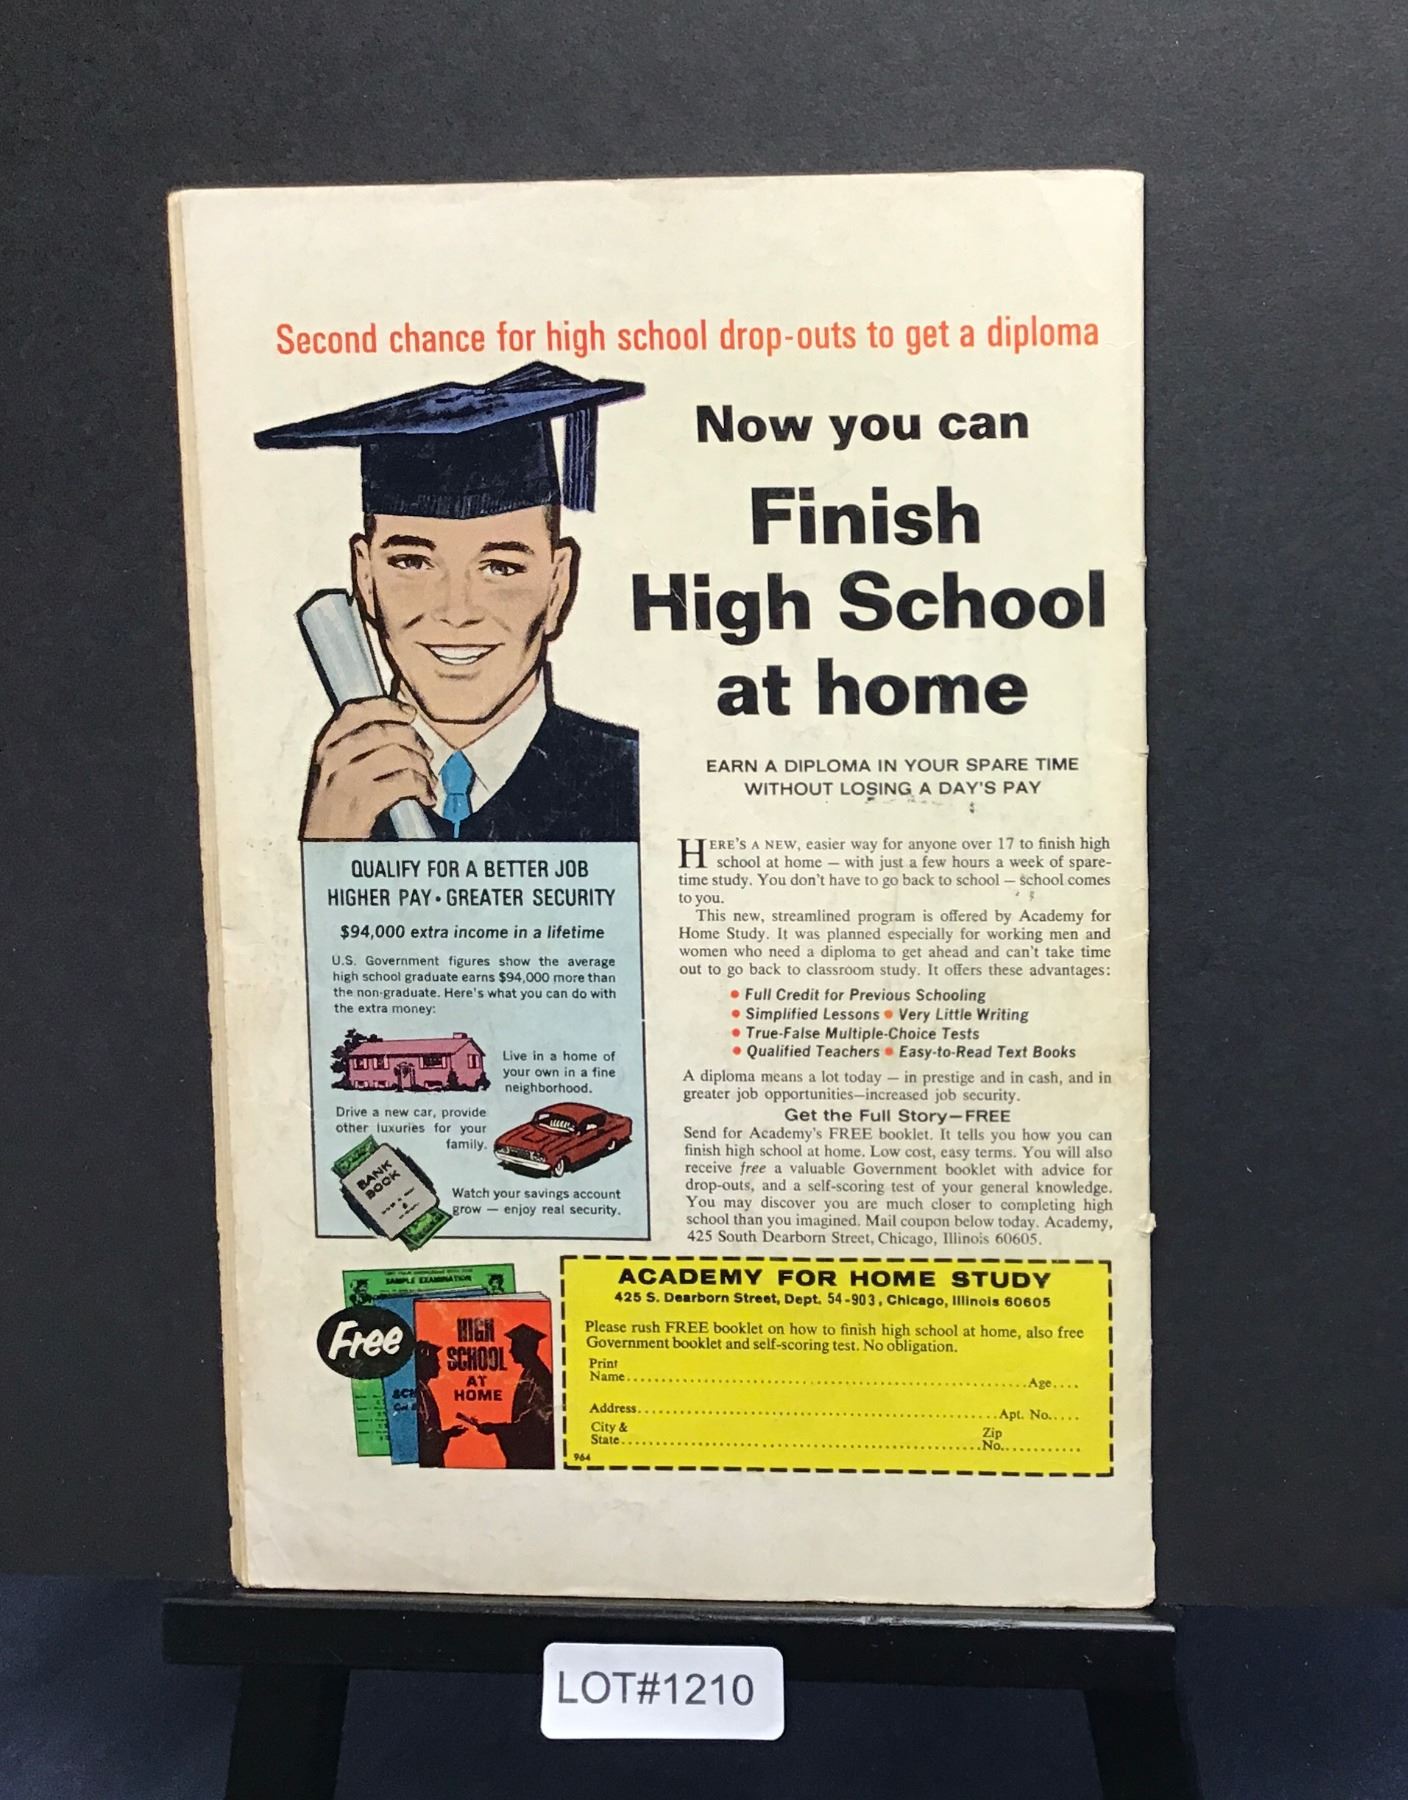 Second chance for high school drop-outs to get a diploma
Now you can
Finish
High School
at home
EARN A DIPLOMA IN YOUR SPARE TIME
WITHOUT LOSING A DAY'S PAY
HERE'S A NEW, easier way for anyone over 17 to finish high
school at home — with just a few hours a week of spare-
time study. You don't have to go back to school — school comes
to you.
This new, streamlined program is offered by Academy for
Home Study. It was planned especially for working men and
women who need a diploma to get ahead and can't take time
out to go back to classroom study. It offers these advantages:
• Full Credit for Previous Schooling
• Simplified Lessons • Very Little Writing
• True-False Multiple-Choice Tests
• Qualified Teachers • Easy-to-Read Text Books
A diploma means a lot today — in prestige and in cash, and in
greater job opportunities—increased job security.
Get the Full Story—FREE
Send for Academy's FREE booklet. It tells you how you can
finish high school at home. Low cost, easy terms. You will also
receive free a valuable Government booklet with advice for
drop-outs, and a self-scoring test of your general knowledge.
You may discover you are much closer to completing high
school than you imagined. Mail coupon below today. Academy,
425 South Dearborn Street, Chicago, Illinois 60605.
QUALIFY FOR A BETTER JOB
HIGHER PAY • GREATER SECURITY
$94,000 extra income in a lifetime
U.S. Government figures show the average
high school graduate earns $94,000 more than
the non-graduate. Here's what you can do with
the extra money:
Live in a home of
your own in a fine
neighborhood.
Drive a new car, provide
other luxuries for your
family.
BANK
BOOK
Watch your savings account
grow — enjoy real security.
SAMPLE EXAMINATION
Free
HIGH
SCHOOL
AT
HOME
ACADEMY FOR HOME STUDY
425 S. Dearborn Street, Dept. 54-903, Chicago, Illinois 60605
Please rush FREE booklet on how to finish high school at home, also free
Government booklet and self-scoring test. No obligation.
Print
Name Age
Address Apt. No.
City & Zip
State No.
964
LOT#1210